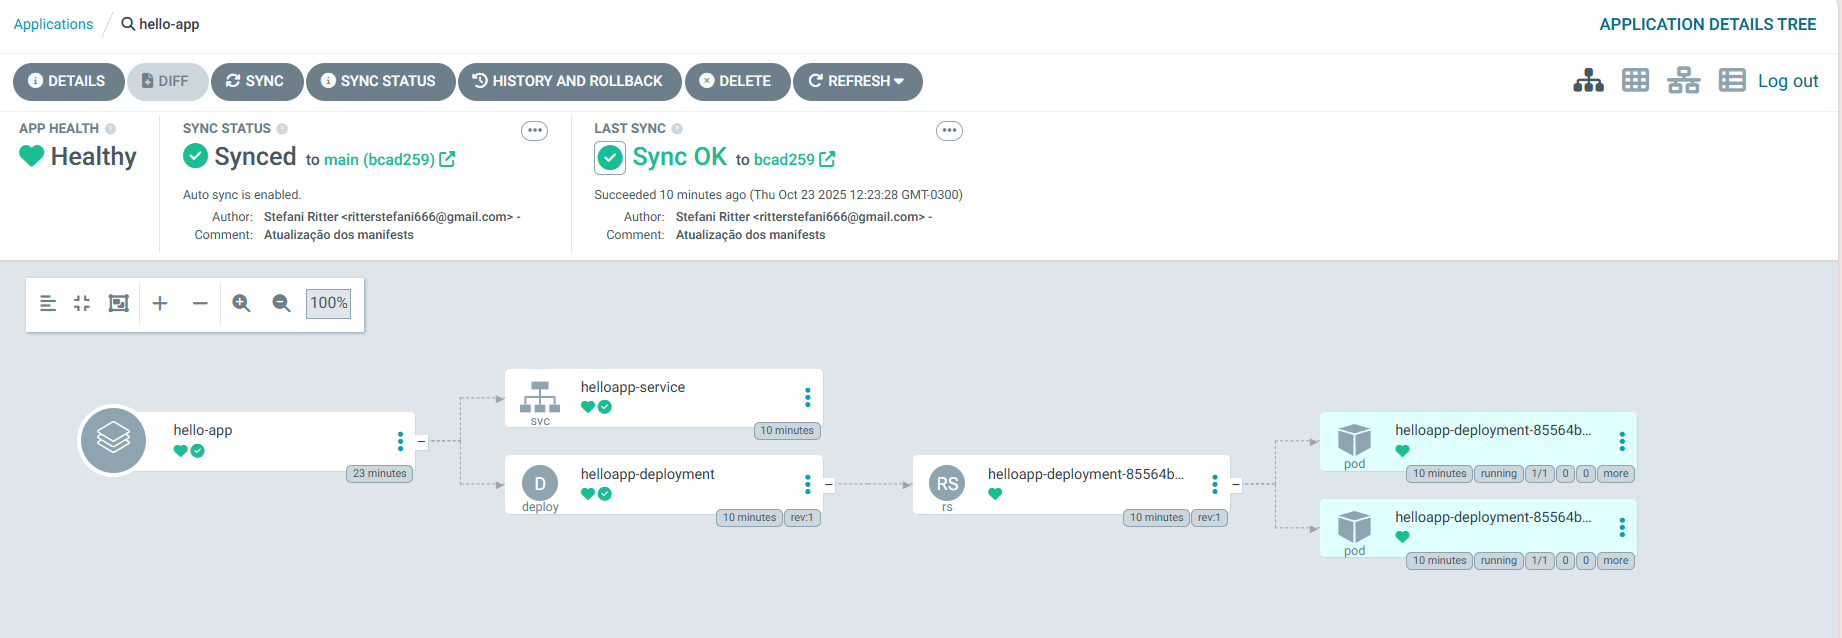 Applications / hello-app
APPLICATION DETAILS TREE
DETAILS DIFF SYNC SYNC STATUS HISTORY AND ROLLBACK DELETE REFRESH
Log out
APP HEALTH
Healthy
SYNC STATUS
Synced to main (bcad259)
Auto sync is enabled.
Author: Stefani Ritter <ritterstefani666@gmail.com> -
Comment: Atualização dos manifests
LAST SYNC
Sync OK to bcad259
Succeeded 10 minutes ago (Thu Oct 23 2025 12:23:28 GMT-0300)
Author: Stefani Ritter <ritterstefani666@gmail.com> -
Comment: Atualização dos manifests
100%
hello-app
23 minutes
helloapp-service
svc
10 minutes
D
helloapp-deployment
deploy
10 minutes rev:1
RS
helloapp-deployment-85564b...
rs
10 minutes rev:1
helloapp-deployment-85564b...
pod
10 minutes running 1/1 0 0 more
helloapp-deployment-85564b...
pod
10 minutes running 1/1 0 0 more